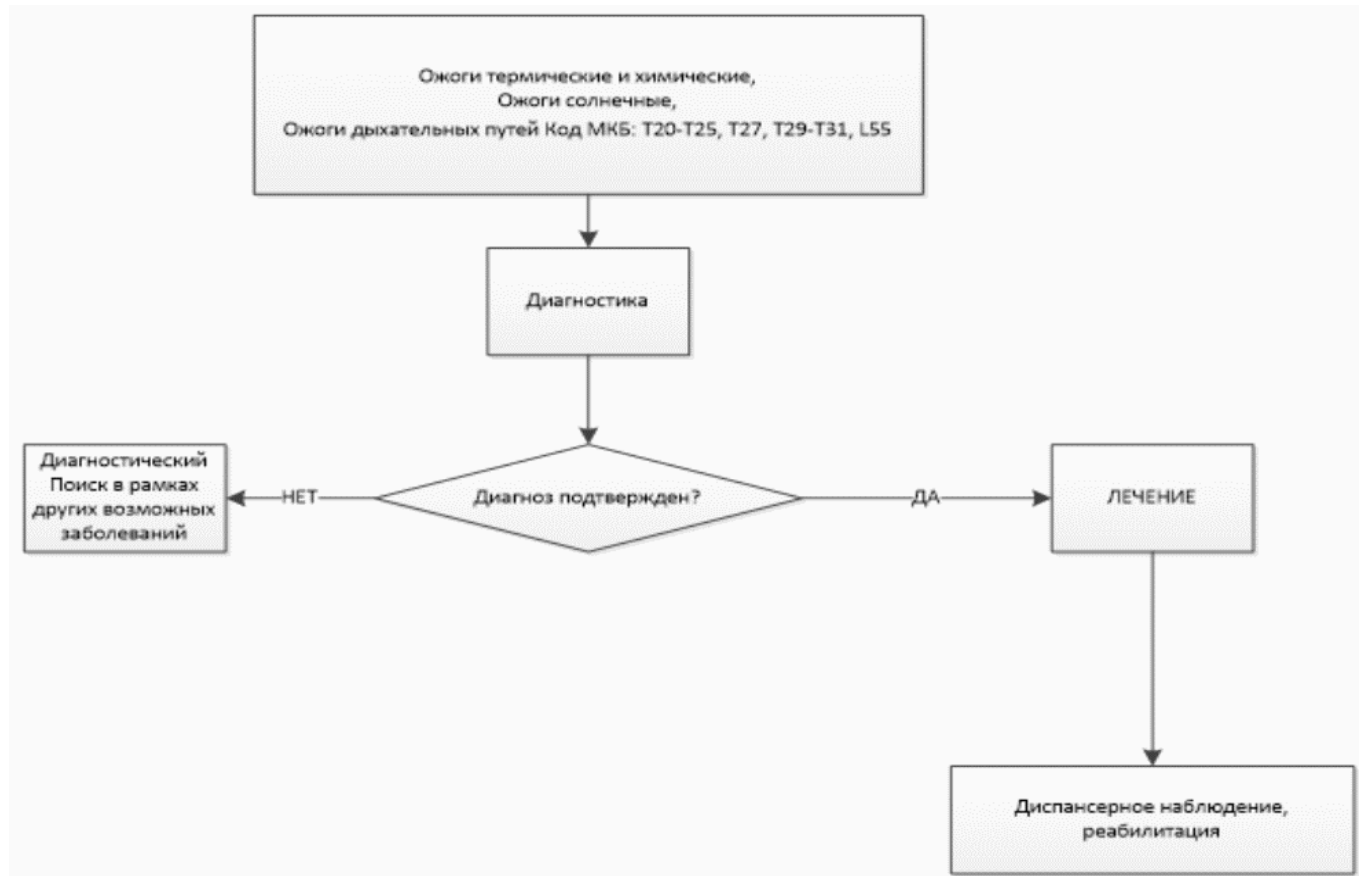 Ожоги термические и химические,
Ожоги солнечные,
Ожоги дыхательных путей Код МКБ: T20-T25, T27, T29-T31, L55
Диагностика
Диагностический
Поиск в рамках
других возможных
заболеваний
НЕТ
Диагноз подтвержден?
ДА
ЛЕЧЕНИЕ
Диспансерное наблюдение,
реабилитация